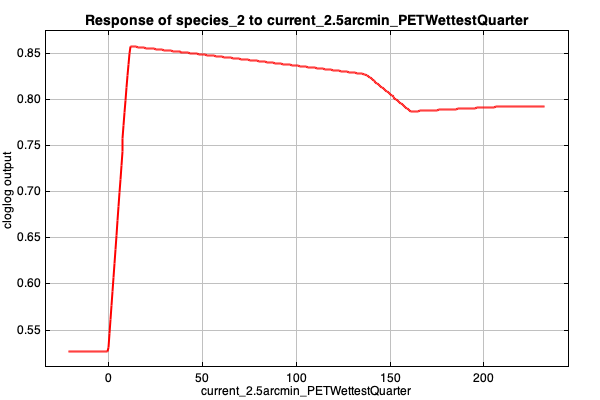 Response of species_2 to current_2.5arcmin_PETWettestQuarter
0.85
0.80
0.75
0.70
0.65
0.60
0.55
cloglog output
0 50 100 150 200
current_2.5arcmin_PETWettestQuarter